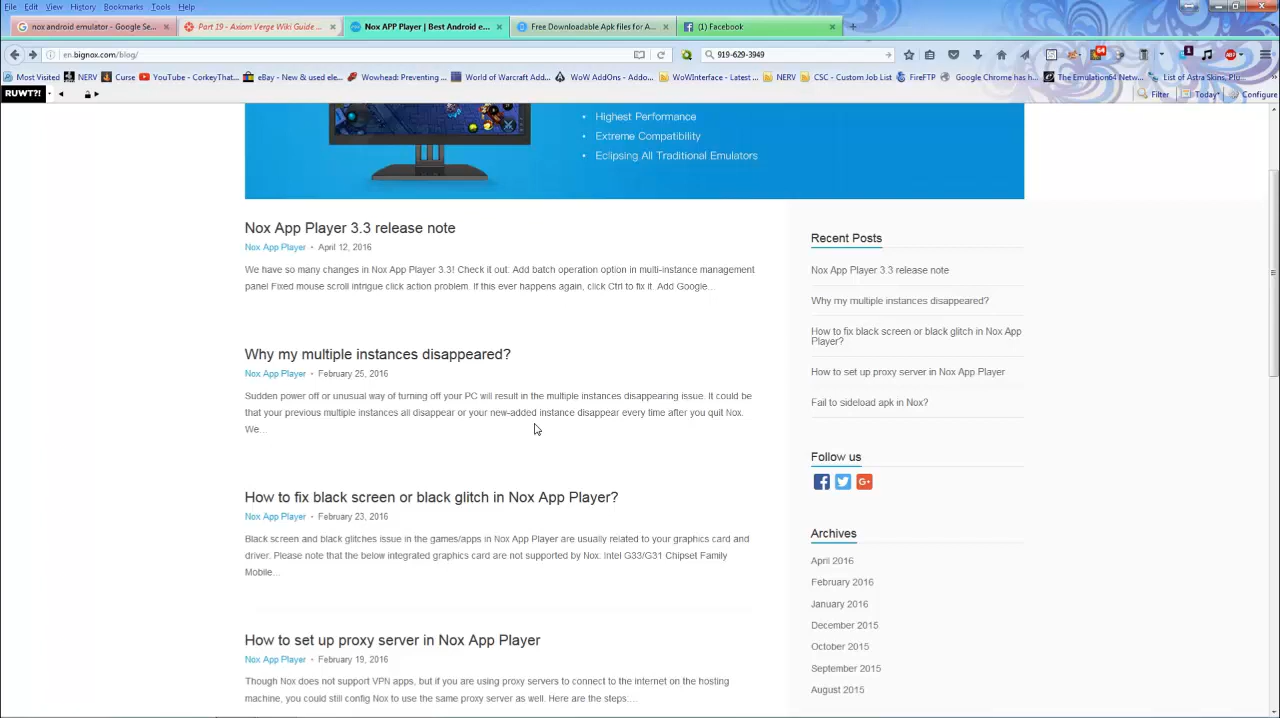 File Edit View History Bookmarks Tools Help
nox android emulator - Google Se...
Part 19 - Axiom Verge Wiki Guide ...
Nox APP Player | Best Android e...
Free Downloadable Apk files for A...
(1) Facebook
en.bignox.com/blog/
919-629-3949
Most Visited NERV Curse YouTube - CorkeyThat... eBay - New & used ele... Wowhead: Preventing ... World of Warcraft Add... WoW AddOns - Addo... WoWInterface - Latest ... NERV CSC - Custom Job List FireFTP Google Chrome has h... The Emulation64 Netw... List of Astra Skins, Plu...
RUWT?!
Filter Today Configure
• Highest Performance
• Extreme Compatibility
• Eclipsing All Traditional Emulators
Nox App Player 3.3 release note
Nox App Player • April 12, 2016
We have so many changes in Nox App Player 3.3! Check it out. Add batch operation option in multi-instance management
panel Fixed mouse scroll intrigue click action problem. If this ever happens again, click Ctrl to fix it. Add Google...
Why my multiple instances disappeared?
Nox App Player • February 25, 2016
Sudden power off or unusual way of turning off your PC will result in the multiple instances disappearing issue. It could be
that your previous multiple instances all disappear or your new-added instance disappear every time after you quit Nox.
We...
How to fix black screen or black glitch in Nox App Player?
Nox App Player • February 23, 2016
Black screen and black glitches issue in the games/apps in Nox App Player are usually related to your graphics card and
driver. Please note that the below integrated graphics card are not supported by Nox. Intel G33/G31 Chipset Family
Mobile...
How to set up proxy server in Nox App Player
Nox App Player • February 19, 2016
Though Nox does not support VPN apps, but if you are using proxy servers to connect to the internet on the hosting
machine, you could still config Nox to use the same proxy server as well. Here are the steps:...
Recent Posts
Nox App Player 3.3 release note
Why my multiple instances disappeared?
How to fix black screen or black glitch in Nox App
Player?
How to set up proxy server in Nox App Player
Fail to sideload apk in Nox?
Follow us
Archives
April 2016
February 2016
January 2016
December 2015
October 2015
September 2015
August 2015